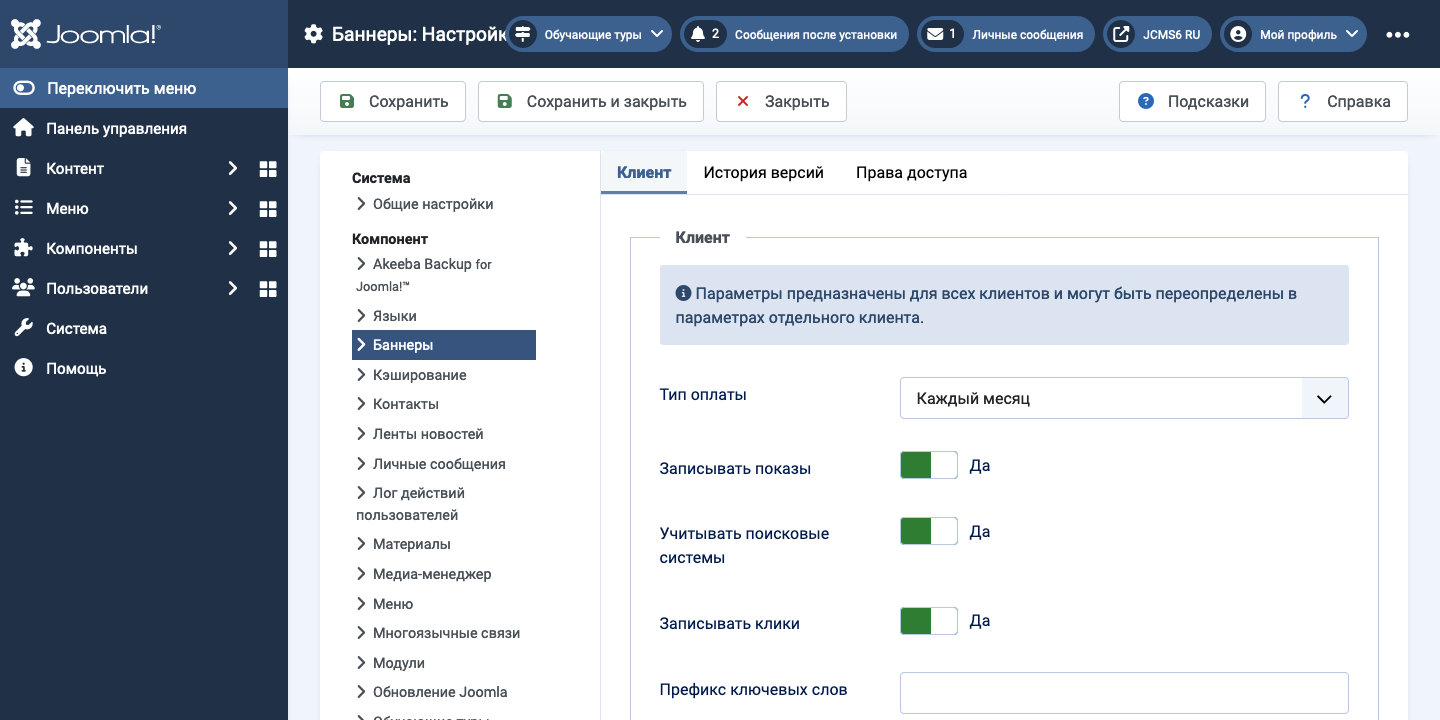 Joomla!®
Баннеры: Настройк
Обучающие туры
2
Сообщения после установки
1
Личные сообщения
JCMS6 RU
Мой профиль
Переключить меню
Панель управления
Контент
Меню
Компоненты
Пользователи
Система
Помощь
Сохранить
Сохранить и закрыть
Закрыть
Подсказки
Справка
Система
Общие настройки
Компонент
Akeeba Backup for
Joomla!™
Языки
Баннеры
Кэширование
Контакты
Ленты новостей
Личные сообщения
Лог действий
пользователей
Материалы
Медиа-менеджер
Меню
Многоязычные связи
Модули
Обновление Joomla
Клиент
История версий
Права доступа
Клиент
Параметры предназначены для всех клиентов и могут быть переопределены в
параметрах отдельного клиента.
Тип оплаты
Каждый месяц
Записывать показы
Да
Учитывать поисковые
системы
Да
Записывать клики
Да
Префикс ключевых слов